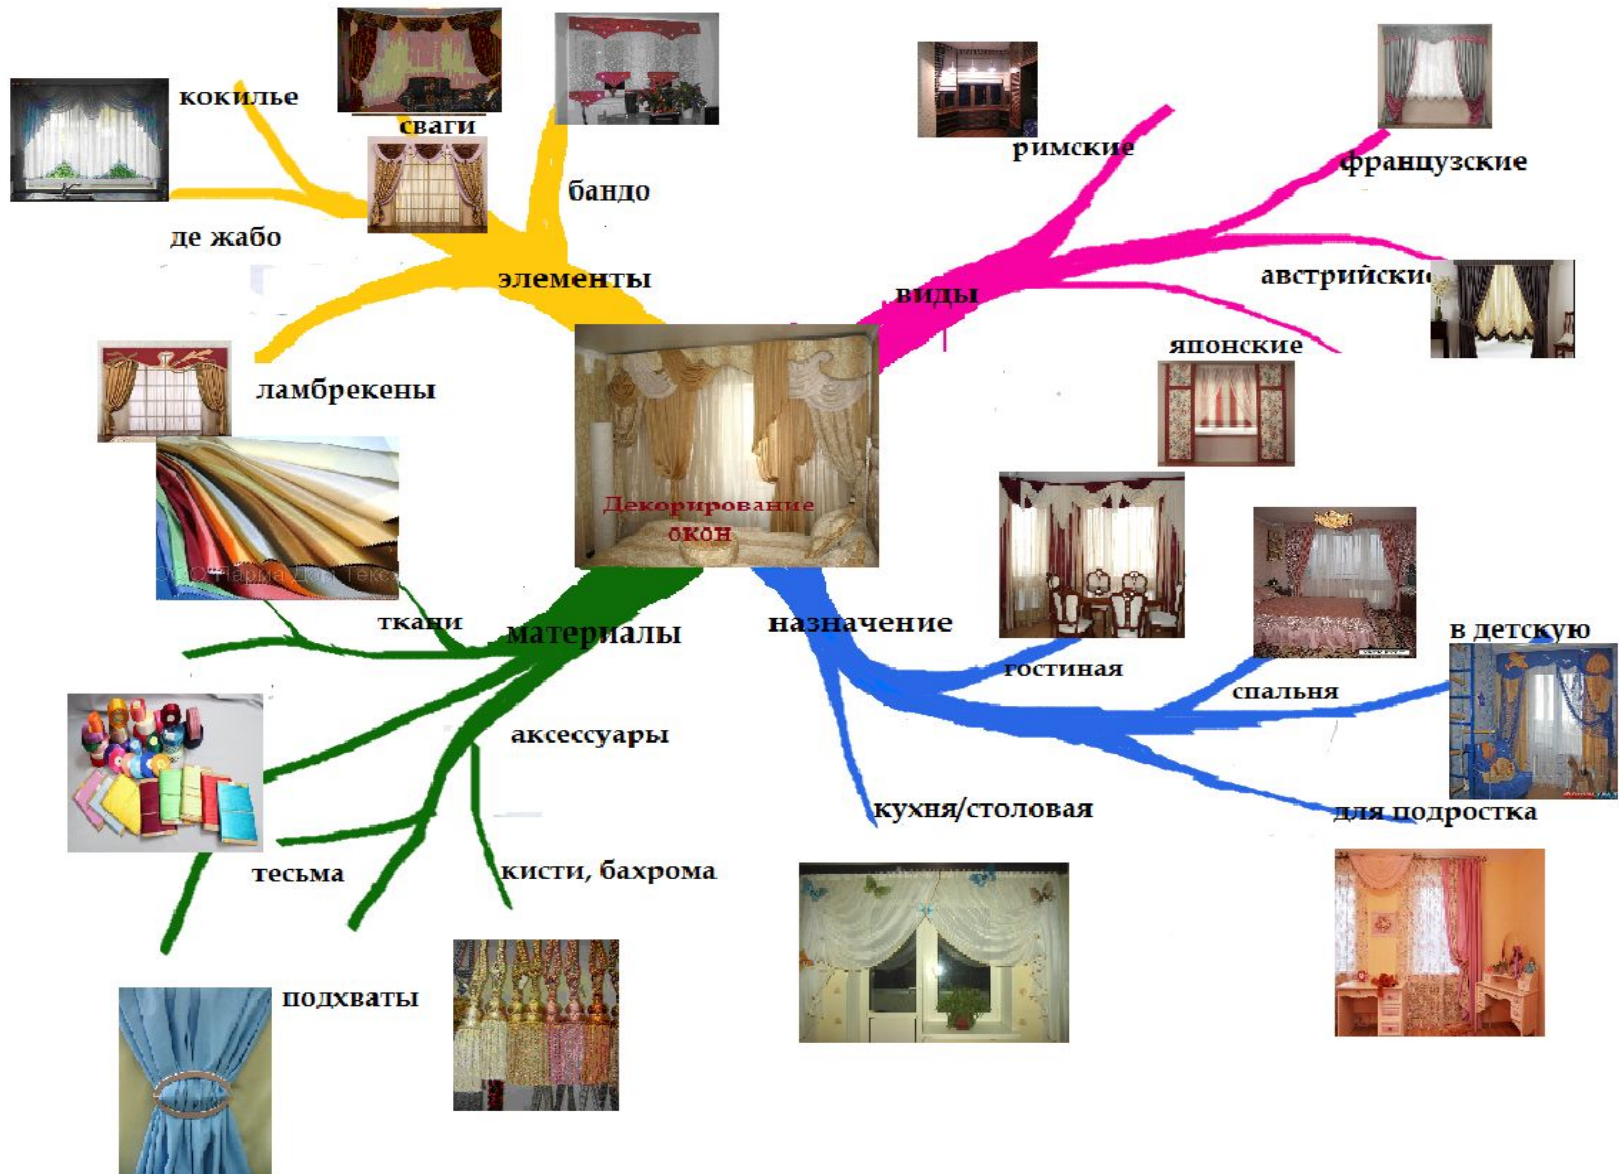 кокилье
сваги
бандо
де жабо
элементы
ламбрекены
римские
французские
австрийские
виды
японские
Декорирование
окон
ткани
материалы
аксессуары
тесьма
кисти, бахрома
подхваты
назначение
гостиная
спальня
в детскую
кухня/столовая
для подростка